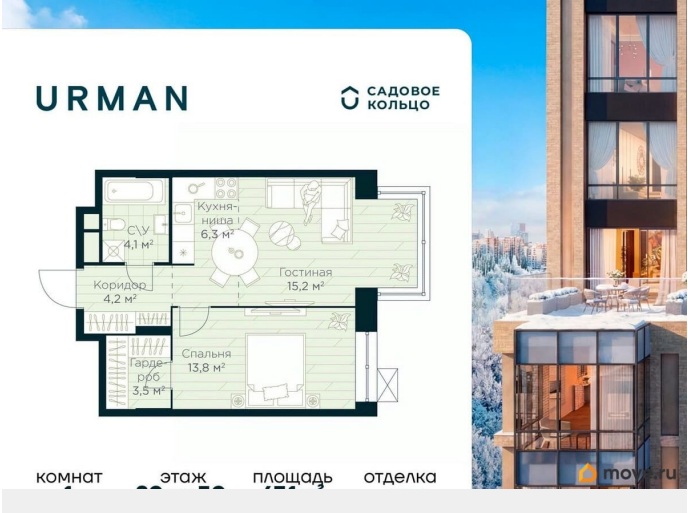 URMAN
САДОВОЕ
КОЛЬЦО
Кухня-
ниша
6,3 м²
С\У
4,1 м²
Гостиная
15,2 м²
Коридор
4,2 м²
Спальня
13,8 м²
Гарде-
роб
3,5 м²
комнат этаж площадь отделка
move.ru